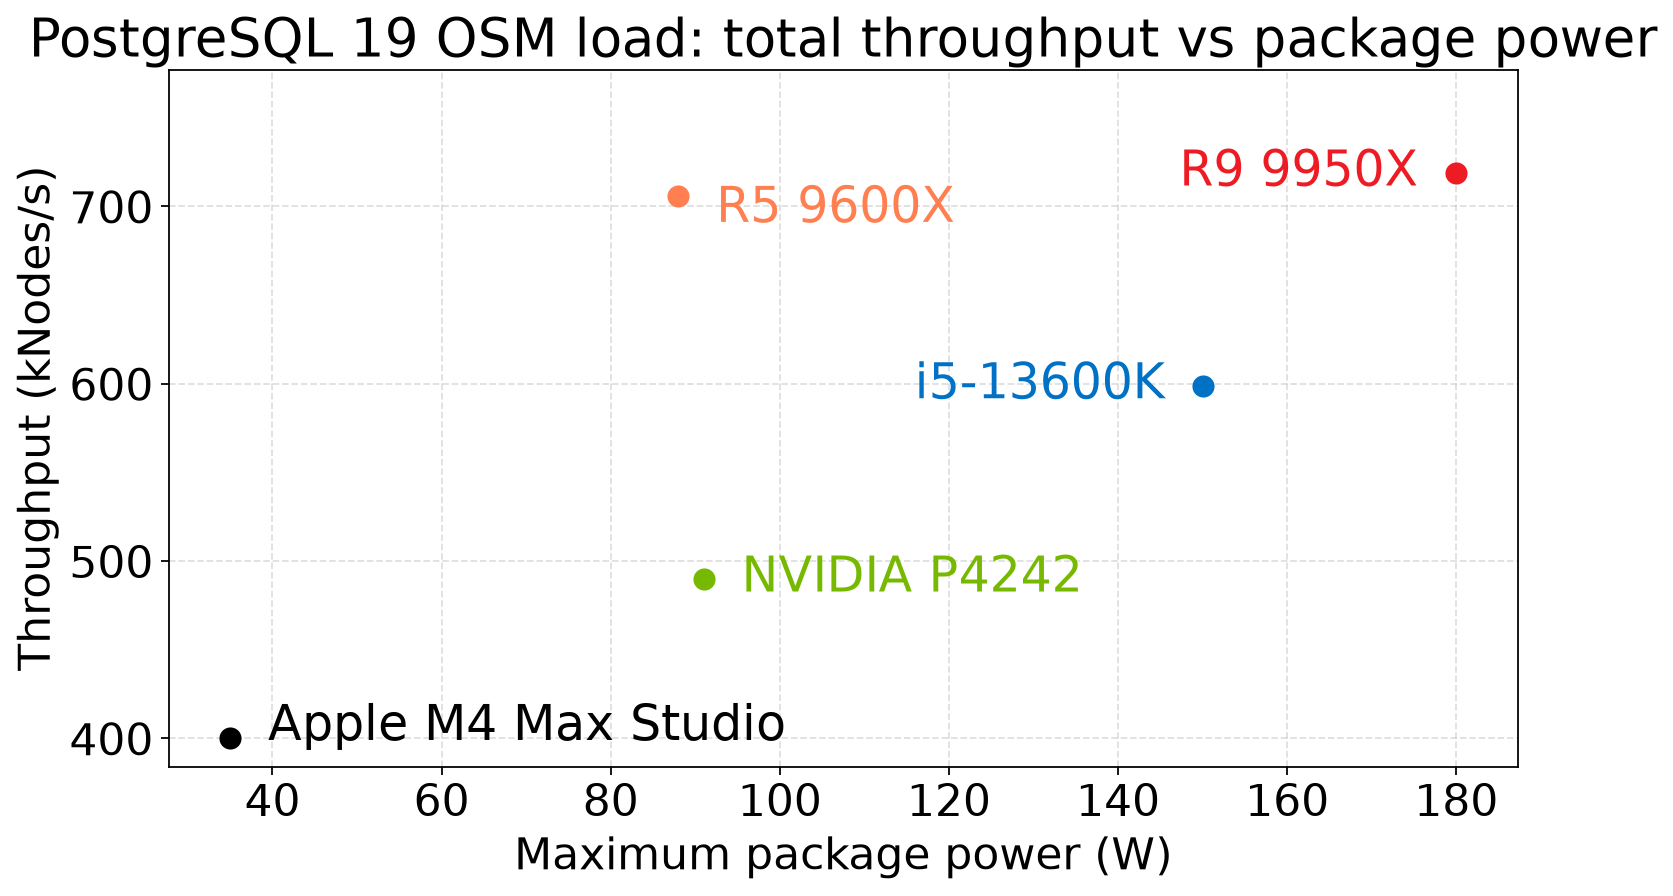 PostgreSQL 19 OSM load: total throughput vs package power
Throughput (kNodes/s)
700
600
500
400
R9 9950X
R5 9600X
i5-13600K
NVIDIA P4242
Apple M4 Max Studio
40 60 80 100 120 140 160 180
Maximum package power (W)